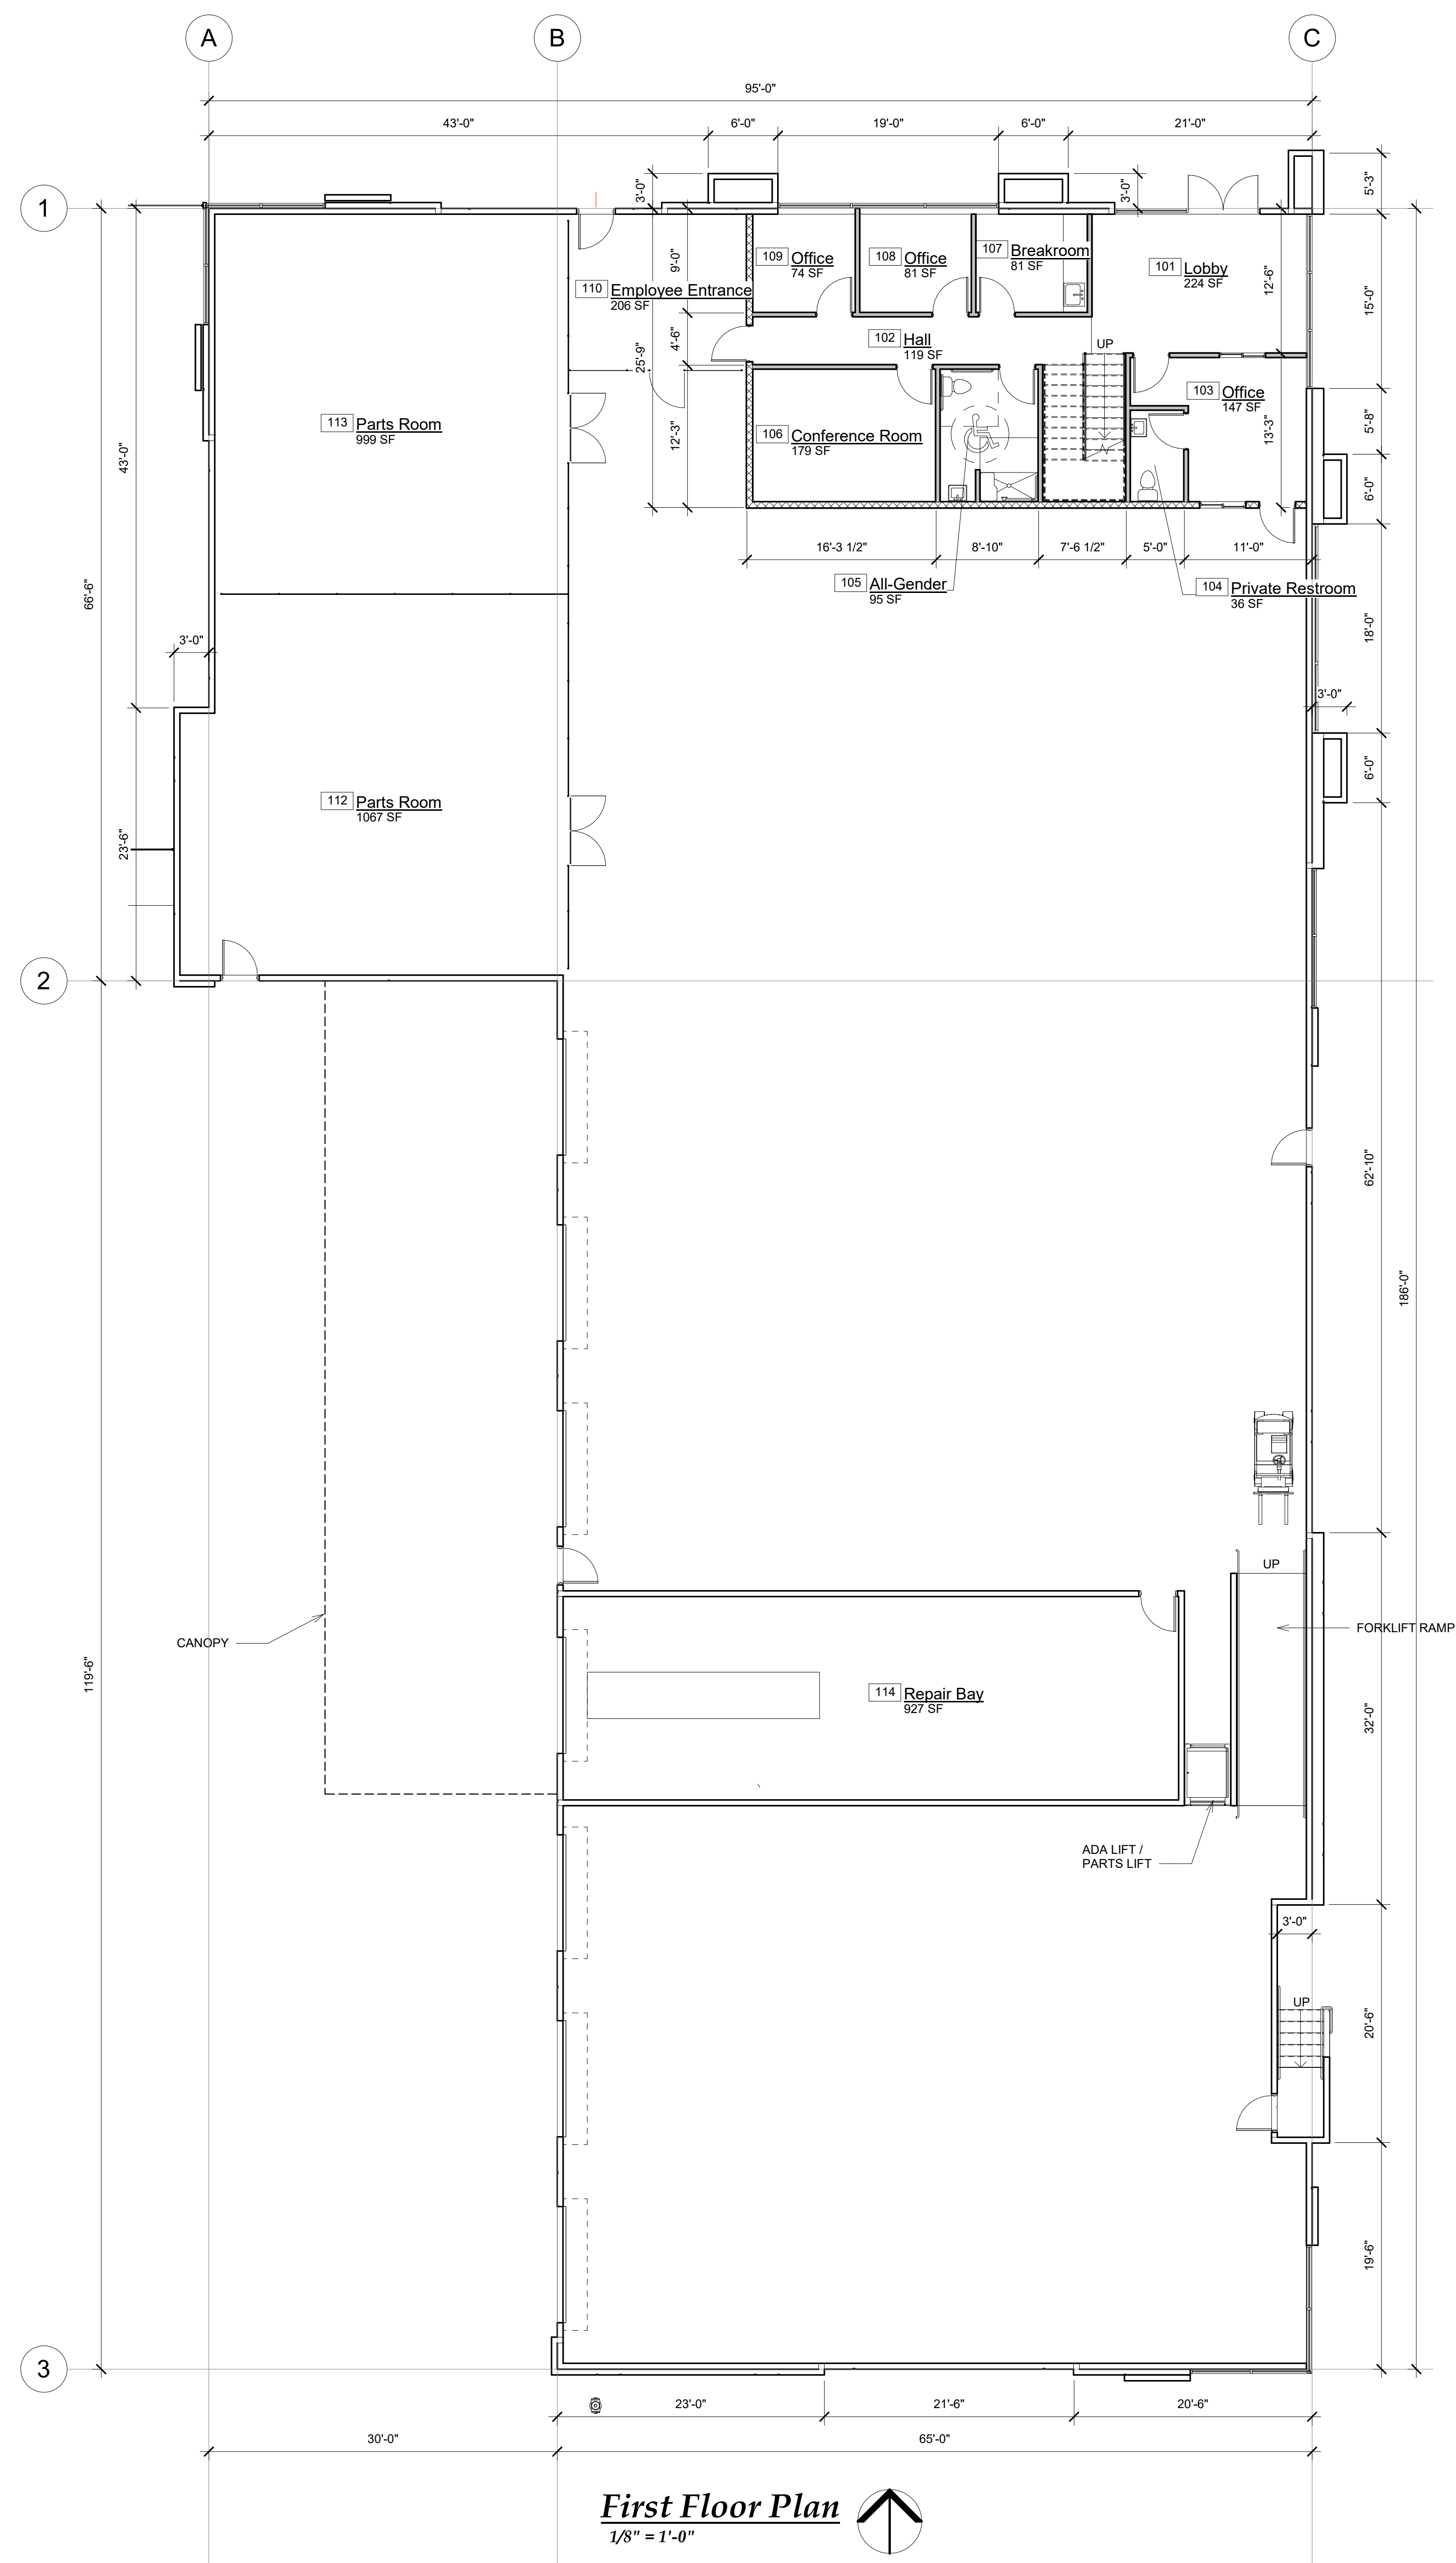 A
B
C
95'-0"
43'-0"
6'-0"
19'-0"
6'-0"
21'-0"
1
3'-0"
3'-0"
5'-3"
109 Office
74 SF
108 Office
81 SF
107 Breakroom
81 SF
101 Lobby
224 SF
110 Employee Entrance
206 SF
9'-0"
12'-6"
15'-0"
102 Hall
119 SF
UP
4'-6"
25'-9"
113 Parts Room
999 SF
103 Office
147 SF
106 Conference Room
179 SF
12'-3"
13'-3"
5'-8"
43'-0"
6'-0"
16'-3 1/2"
8'-10"
7'-6 1/2"
5'-0"
11'-0"
105 All-Gender
95 SF
104 Private Restroom
36 SF
66'-6"
18'-0"
3'-0"
3'-0"
6'-0"
112 Parts Room
1067 SF
23'-6"
2
62'-10"
186'-0"
UP
CANOPY
FORKLIFT RAMP
119'-6"
114 Repair Bay
927 SF
32'-0"
ADA LIFT /
PARTS LIFT
3'-0"
UP
20'-6"
19'-6"
3
23'-0"
21'-6"
20'-6"
30'-0"
65'-0"
First Floor Plan
1/8" = 1'-0"